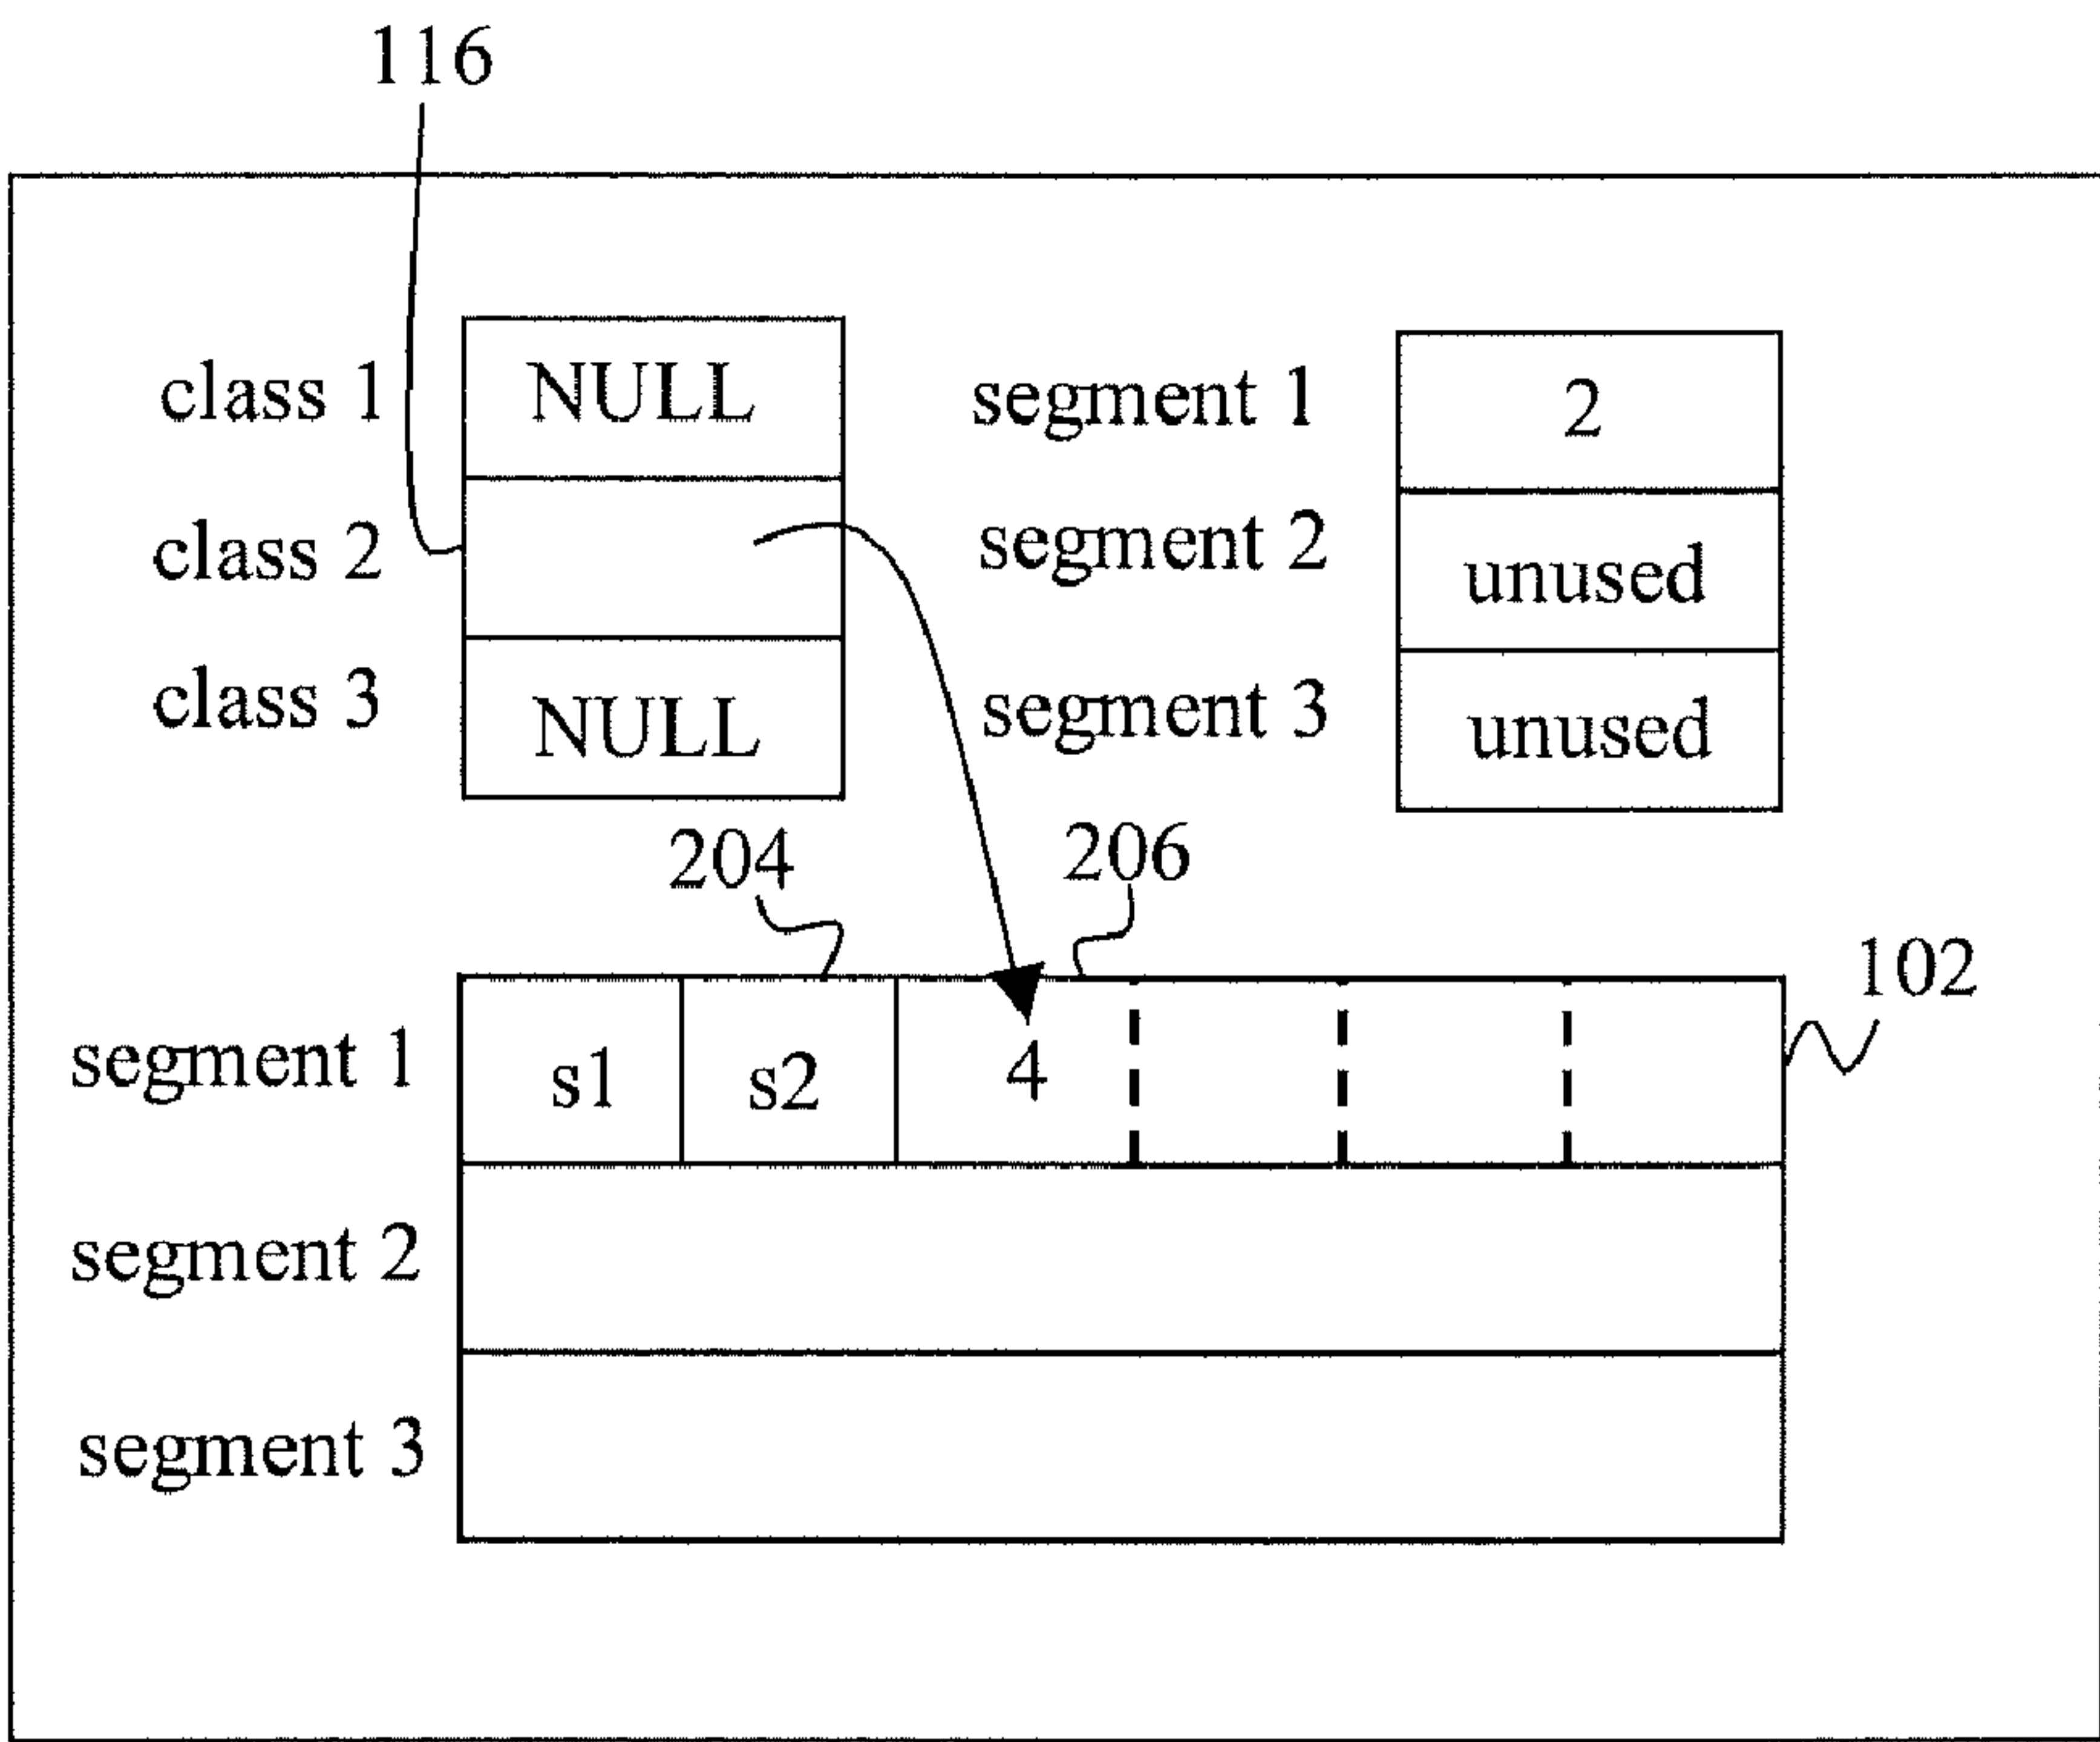 116
class 1 NULL segment 1 2
class 2 segment 2 unused
class 3 NULL segment 3 unused
204 206
102
segment 1 s1 s2 4
segment 2
segment 3